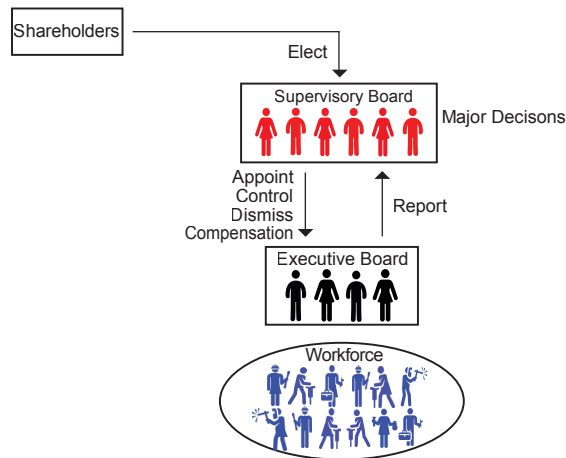 Shareholders
Elect
Supervisory Board
Major Decisons
Appoint
Control
Dismiss
Compensation
Report
Executive Board
Workforce